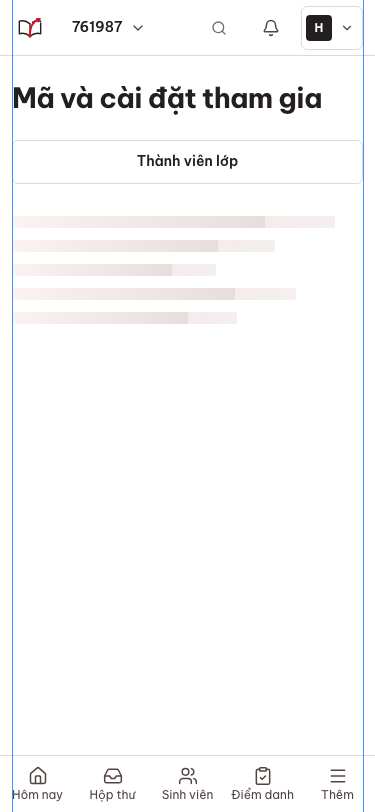 761987
H
Mã và cài đặt tham gia
Thành viên lớp
Hôm nay
Hộp thư
Sinh viên
Điểm danh
Thêm